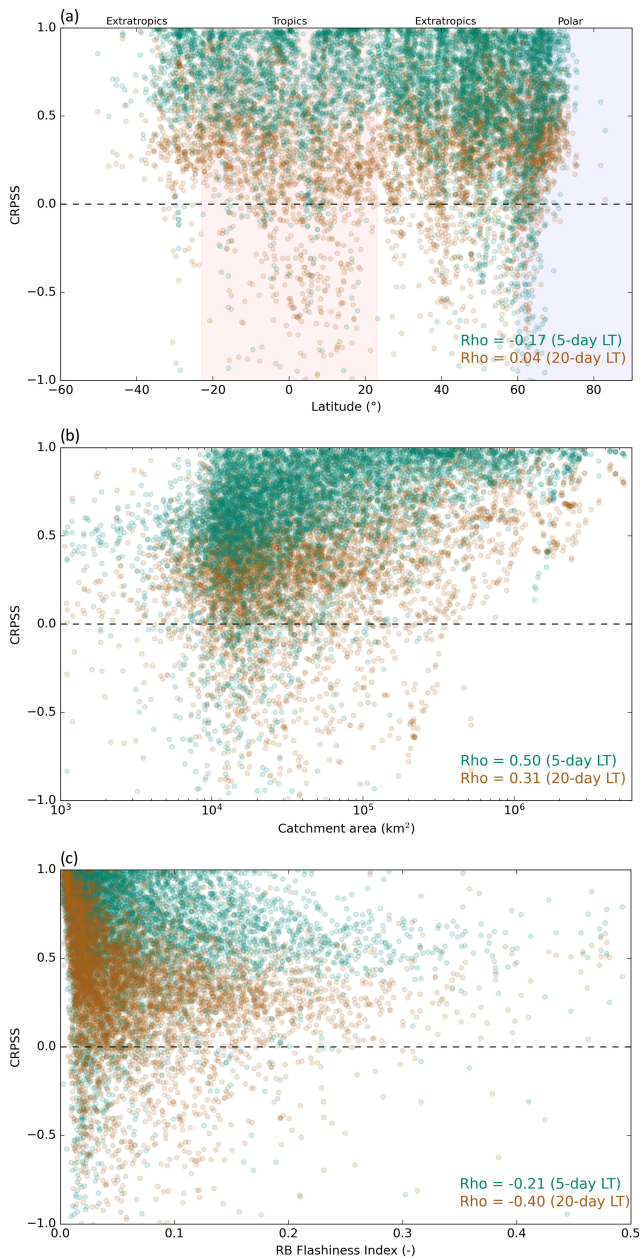 (a)
Extratropics Tropics Extratropics Polar
1.0
0.5
0.0
−0.5
−1.0
CRPSS
Rho = -0.17 (5-day LT)
Rho = 0.04 (20-day LT)
−60 −40 −20 0 20 40 60 80
Latitude (°)
(b)
1.0
0.5
0.0
−0.5
−1.0
CRPSS
Rho = 0.50 (5-day LT)
Rho = 0.31 (20-day LT)
10³ 10⁴ 10⁵ 10⁶
Catchment area (km²)
(c)
1.0
0.5
0.0
−0.5
−1.0
CRPSS
Rho = -0.21 (5-day LT)
Rho = -0.40 (20-day LT)
0.0 0.1 0.2 0.3 0.4 0.5
RB Flashiness Index (-)